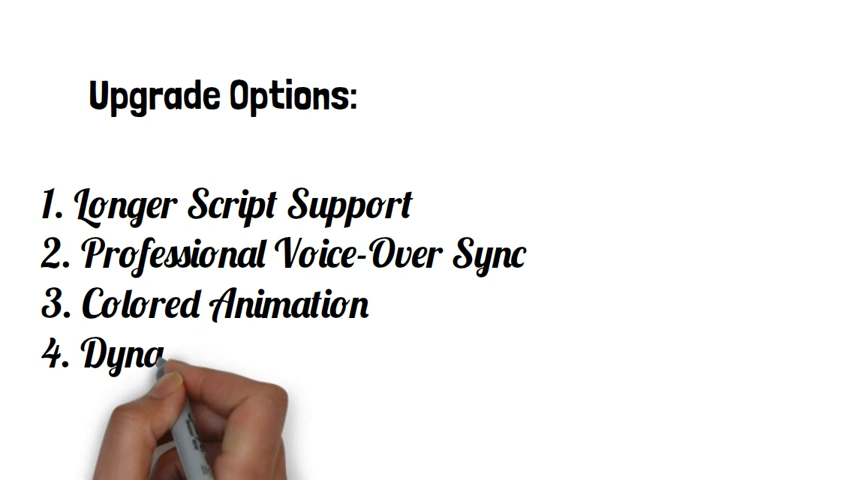 Upgrade Options:
1. Longer Script Support
2. Professional Voice-Over Sync
3. Colored Animation
4. Dyna